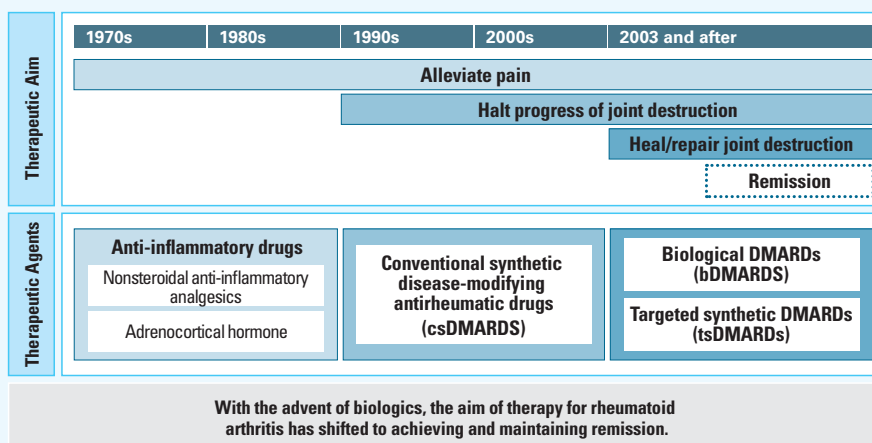 Therapeutic Aim
1970s
1980s
1990s
2000s
2003 and after
Alleviate pain
Halt progress of joint destruction
Heal/repair joint destruction
Remission
Therapeutic Agents
Anti-inflammatory drugs
Nonsteroidal anti-inflammatory
analgesics
Adrenocortical hormone
Conventional synthetic
disease-modifying
antirheumatic drugs
(csDMARDS)
Biological DMARDs
(bDMARDS)
Targeted synthetic DMARDs
(tsDMARDs)
With the advent of biologics, the aim of therapy for rheumatoid
arthritis has shifted to achieving and maintaining remission.